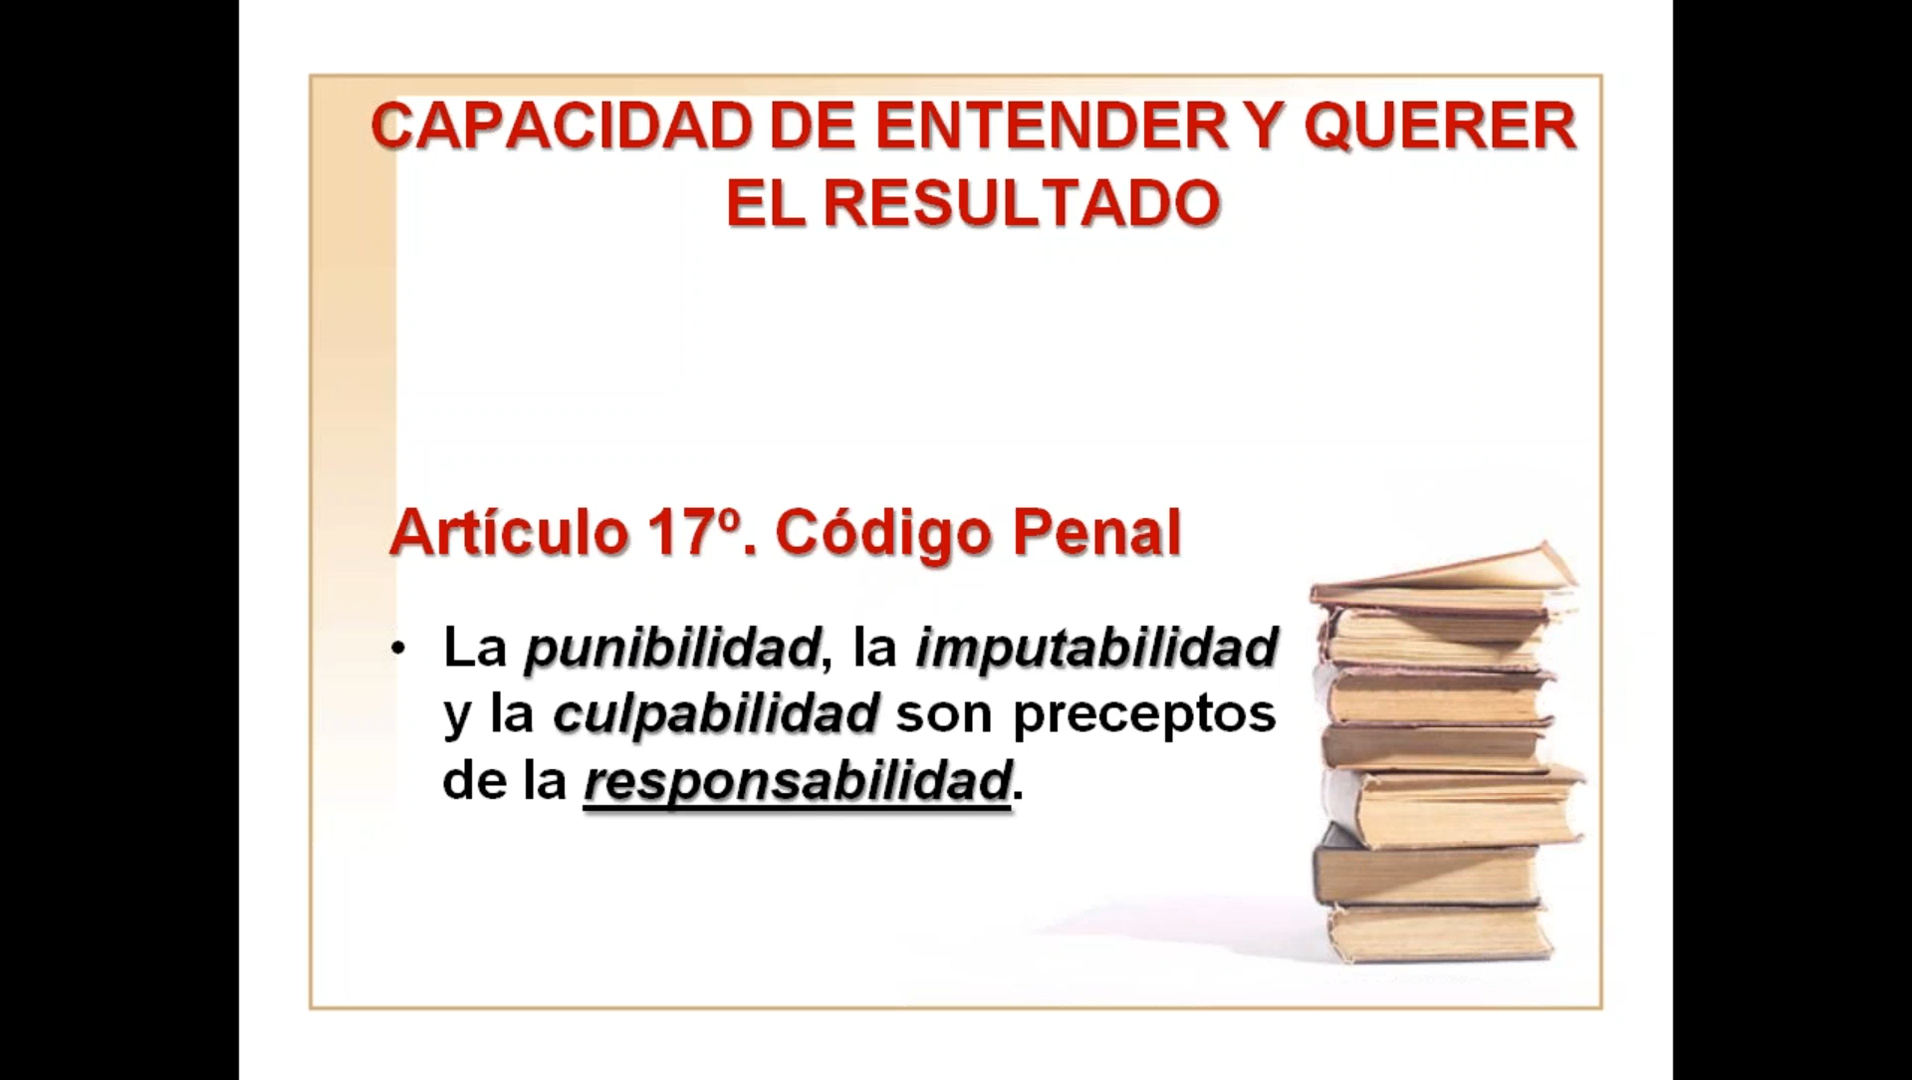 CAPACIDAD DE ENTENDER Y QUERER
EL RESULTADO
Artículo 17º. Código Penal
• La punibilidad, la imputabilidad
y la culpabilidad son preceptos
de la responsabilidad.